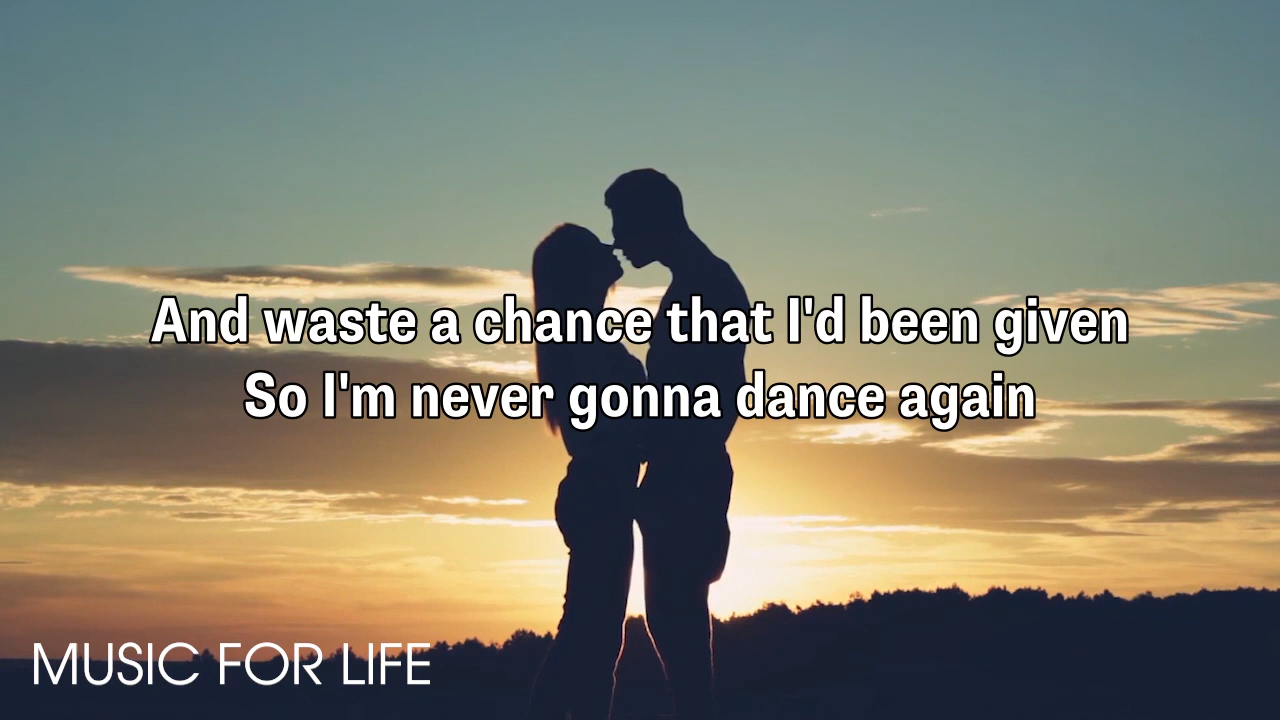 And waste a chance that I'd been given
So I'm never gonna dance again
MUSIC FOR LIFE